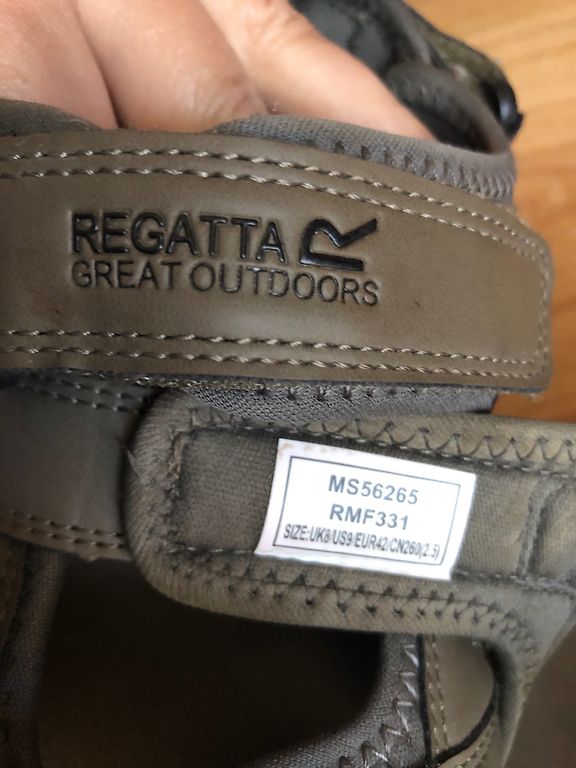 REGATTA R
GREAT OUTDOORS
MS56265
RMF331
SIZE:UK8/US9/EUR42/CN260(2.5)